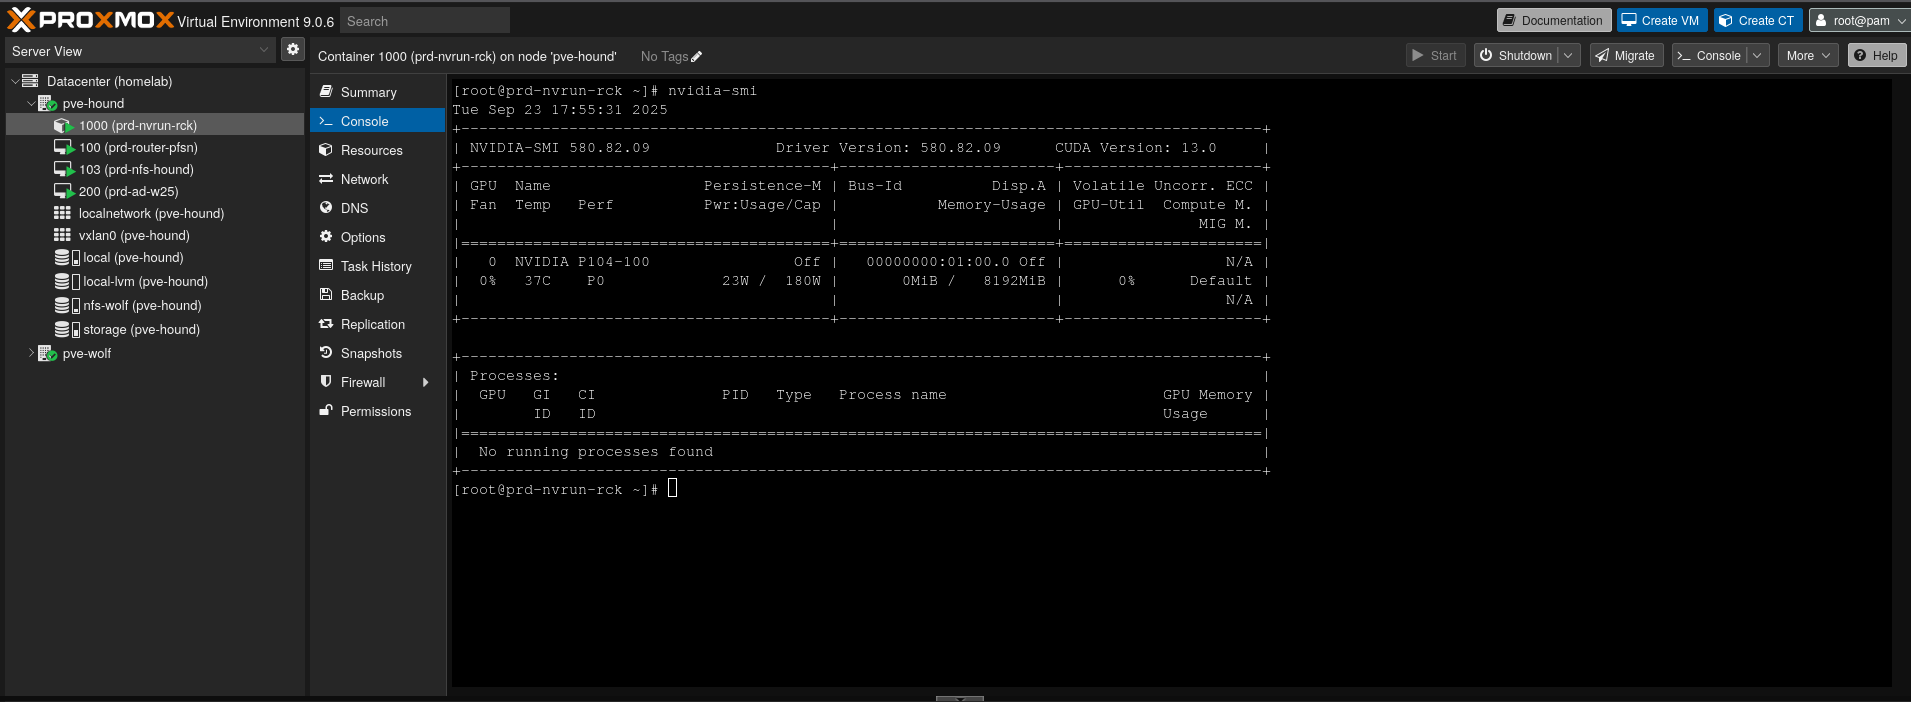 PROXMOX Virtual Environment 9.0.6 Search Documentation Create VM Create CT root@pam
Server View
Container 1000 (prd-nvrun-rck) on node 'pve-hound' No Tags Start Shutdown Migrate Console More Help
Datacenter (homelab)
pve-hound
1000 (prd-nvrun-rck)
100 (prd-router-pfsn)
103 (prd-nfs-hound)
200 (prd-ad-w25)
localnetwork (pve-hound)
vxlan0 (pve-hound)
local (pve-hound)
local-lvm (pve-hound)
nfs-wolf (pve-hound)
storage (pve-hound)
pve-wolf
Summary
>_ Console
Resources
Network
DNS
Options
Task History
Backup
Replication
Snapshots
Firewall
Permissions
[root@prd-nvrun-rck ~]# nvidia-smi
Tue Sep 23 17:55:31 2025
+-----------------------------------------------------------------------------------------+
| NVIDIA-SMI 580.82.09              Driver Version: 580.82.09      CUDA Version: 13.0     |
+-----------------------------------------+------------------------+----------------------+
| GPU  Name                 Persistence-M | Bus-Id          Disp.A | Volatile Uncorr. ECC |
| Fan  Temp   Perf          Pwr:Usage/Cap |           Memory-Usage | GPU-Util  Compute M. |
|                                         |                        |               MIG M. |
|=========================================+========================+======================|
|   0  NVIDIA P104-100                Off |   00000000:01:00.0 Off |                  N/A |
|  0%   37C    P0             23W /  180W |       0MiB /   8192MiB |      0%      Default |
|                                         |                        |                  N/A |
+-----------------------------------------+------------------------+----------------------+
+-----------------------------------------------------------------------------------------+
| Processes:                                                                              |
|  GPU   GI   CI              PID   Type   Process name                        GPU Memory |
|        ID   ID                                                               Usage      |
|=========================================================================================|
|  No running processes found                                                             |
+-----------------------------------------------------------------------------------------+
[root@prd-nvrun-rck ~]#